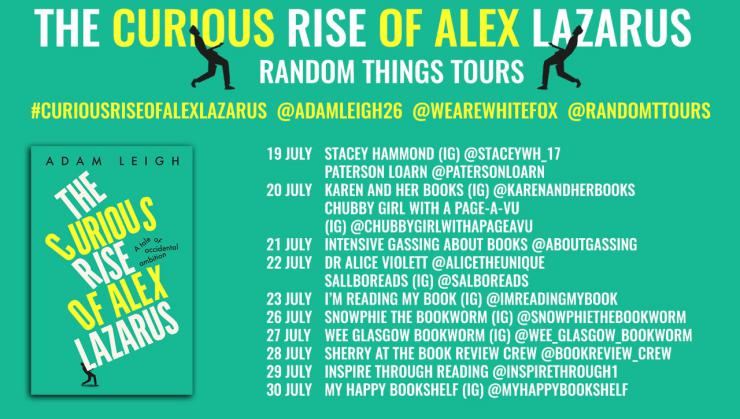 THE CURIOUS RISE OF ALEX LAZARUS
RANDOM THINGS TOURS
#CURIOUSRISEOFALEXLAZARUS @ADAMLEIGH26 @WEAREWHITEFOX @RANDOMTTOURS
ADAM LEIGH
THE
CURIOUS
RISE
A tale of
accidental
ambition
OF ALEX
LAZARUS
19 JULY STACEY HAMMOND (IG) @STACEYWH_17
PATERSON LOARN @PATERSONLOARN
20 JULY KAREN AND HER BOOKS (IG) @KARENANDHERBOOKS
CHUBBY GIRL WITH A PAGE-A-VU
(IG) @CHUBBYGIRLWITHAPAGEAVU
21 JULY INTENSIVE GASSING ABOUT BOOKS @ABOUTGASSING
22 JULY DR ALICE VIOLETT @ALICETHEUNIQUE
SALLBOREADS (IG) @SALBOREADS
23 JULY I'M READING MY BOOK (IG) @IMREADINGMYBOOK
26 JULY SNOWPHIE THE BOOKWORM (IG) @SNOWPHIETHEBOOKWORM
27 JULY WEE GLASGOW BOOKWORM (IG) @WEE_GLASGOW_BOOKWORM
28 JULY SHERRY AT THE BOOK REVIEW CREW @BOOKREVIEW_CREW
29 JULY INSPIRE THROUGH READING @INSPIRETHROUGH1
30 JULY MY HAPPY BOOKSHELF (IG) @MYHAPPYBOOKSHELF